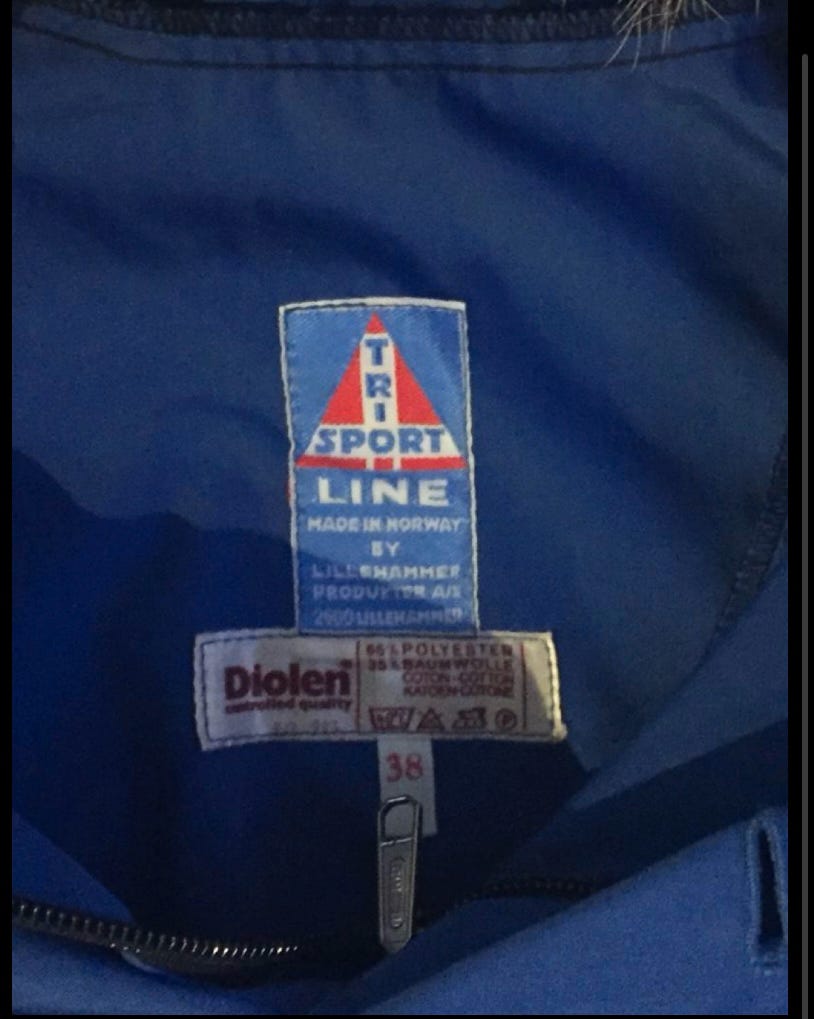 TRI
SPORT
LINE
MADE IN NORWAY
BY
LILLEHAMMER
PRODUKTER A/S
2600 LILLEHAMMER
Diolen®
controlled quality
65% POLYESTER
35% BAUMWOLLE
COTON-COTTON
KATOEN-COTONE
P
38